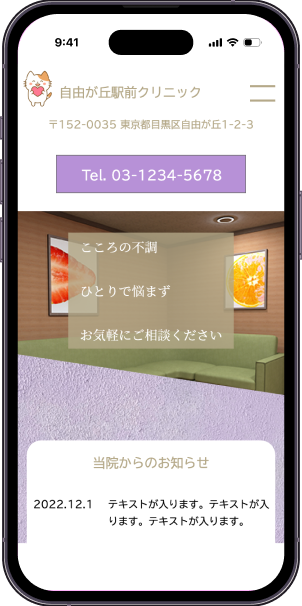 9:41
自由が丘駅前クリニック
〒152-0035 東京都目黒区自由が丘1-2-3
Tel. 03-1234-5678
こころの不調
ひとりで悩まず
お気軽にご相談ください
当院からのお知らせ
2022.12.1 テキストが入ります。テキストが入
ります。テキストが入ります。